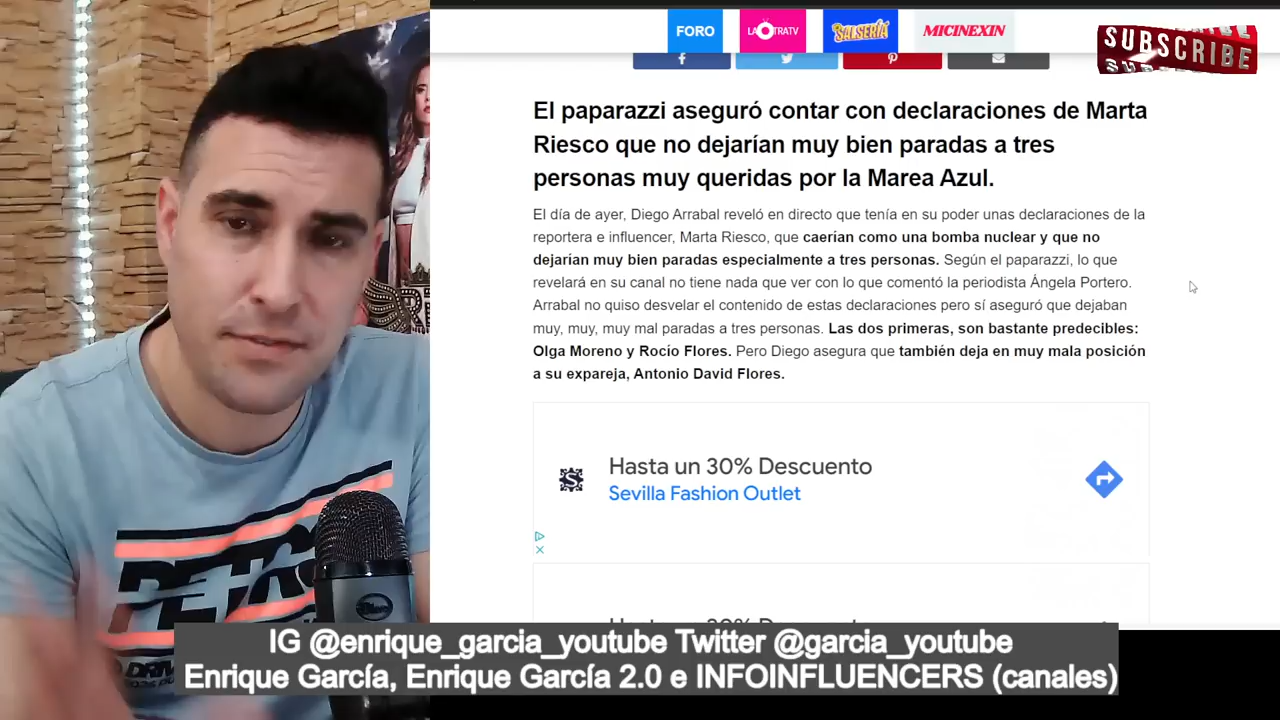 FORO
LA OTRATV
SALSERÍA
MICINEXIN
SUBSCRIBE
El paparazzi aseguró contar con declaraciones de Marta
Riesco que no dejarían muy bien paradas a tres
personas muy queridas por la Marea Azul.
El día de ayer, Diego Arrabal reveló en directo que tenía en su poder unas declaraciones de la
reportera e influencer, Marta Riesco, que caerían como una bomba nuclear y que no
dejarían muy bien paradas especialmente a tres personas. Según el paparazzi, lo que
revelará en su canal no tiene nada que ver con lo que comentó la periodista Ángela Portero.
Arrabal no quiso desvelar el contenido de estas declaraciones pero sí aseguró que dejaban
muy, muy, muy mal paradas a tres personas. Las dos primeras, son bastante predecibles:
Olga Moreno y Rocío Flores. Pero Diego asegura que también deja en muy mala posición
a su expareja, Antonio David Flores.
Hasta un 30% Descuento
Sevilla Fashion Outlet
PETRO
IG @enrique_garcia_youtube Twitter @garcia_youtube
Enrique García, Enrique García 2.0 e INFOINFLUENCERS (canales)